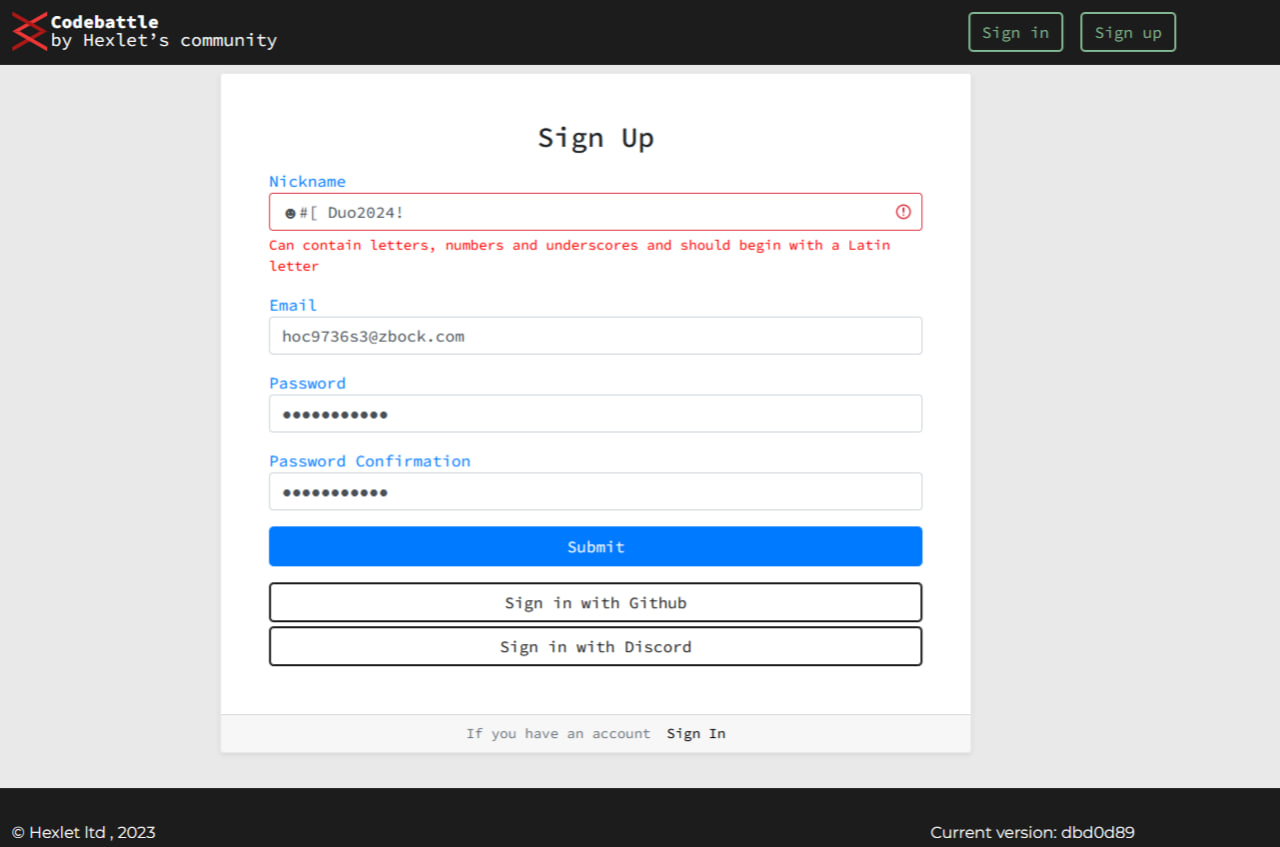 Codebattle
by Hexlet's community
Sign in
Sign up
Sign Up
Nickname
☻#[ Duo2024!
Can contain letters, numbers and underscores and should begin with a Latin
letter
Email
hoc9736s3@zbock.com
Password
●●●●●●●●●●●
Password Confirmation
●●●●●●●●●●●
Submit
Sign in with Github
Sign in with Discord
If you have an account Sign In
© Hexlet ltd , 2023
Current version: dbd0d89